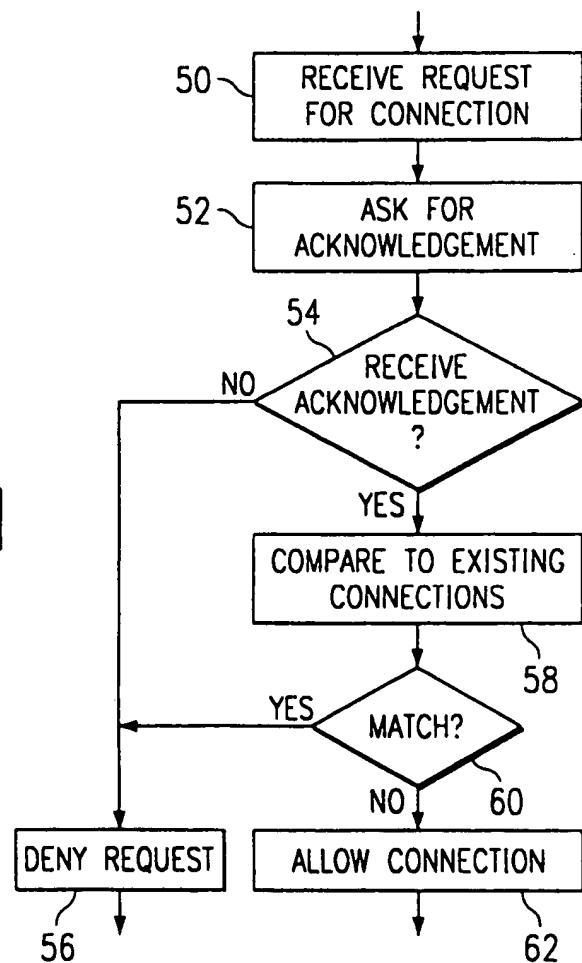 50
RECEIVE REQUEST
FOR CONNECTION
52
ASK FOR
ACKNOWLEDGEMENT
54
RECEIVE
ACKNOWLEDGEMENT
?
NO
YES
COMPARE TO EXISTING
CONNECTIONS
58
YES
MATCH?
60
NO
DENY REQUEST
ALLOW CONNECTION
56
62